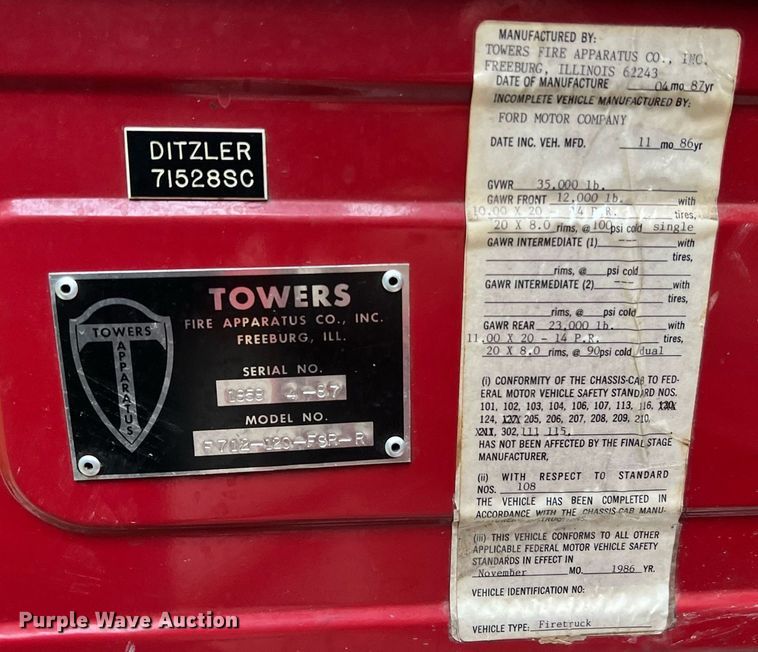 DITZLER
71528SC
TOWERS
APPARATUS
TOWERS
FIRE APPARATUS CO., INC.
FREEBURG, ILL.
SERIAL NO.
4-87
MODEL NO.
MANUFACTURED BY:
TOWERS FIRE APPARATUS CO., INC.
FREEBURG, ILLINOIS 62243
DATE OF MANUFACTURE 04 mo 87 yr
INCOMPLETE VEHICLE MANUFACTURED BY:
FORD MOTOR COMPANY
DATE INC. VEH. MFD. 11 mo 86 yr
GVWR 35,000 lb.
GAWR FRONT 12,000 lb. with
10.00 X 20 - 14 P.R. tires,
20 X 8.0 rims, @ 100 psi cold single
GAWR INTERMEDIATE (1) --- with
tires,
rims, @ psi cold
GAWR INTERMEDIATE (2) --- with
tires,
rims, @ psi cold
GAWR REAR 23,000 lb. with
11.00 X 20 - 14 P.R. tires,
20 X 8.0 rims, @ 90 psi cold dual
(i) CONFORMITY OF THE CHASSIS-CAB TO FED-
ERAL MOTOR VEHICLE SAFETY STANDARD NOS.
101, 102, 103, 104, 106, 107, 113, 116,
124, 205, 206, 207, 208, 209, 210,
302, 111, 115.
HAS NOT BEEN AFFECTED BY THE FINAL STAGE
MANUFACTURER,
(ii) WITH RESPECT TO STANDARD
NOS. 108
THE VEHICLE HAS BEEN COMPLETED IN
ACCORDANCE WITH THE CHASSIS-CAB MANU-
(iii) THIS VEHICLE CONFORMS TO ALL OTHER
APPLICABLE FEDERAL MOTOR VEHICLE SAFETY
STANDARDS IN EFFECT IN
November MO. 1986 YR.
VEHICLE IDENTIFICATION NO:
VEHICLE TYPE: Firetruck
Purple Wave Auction